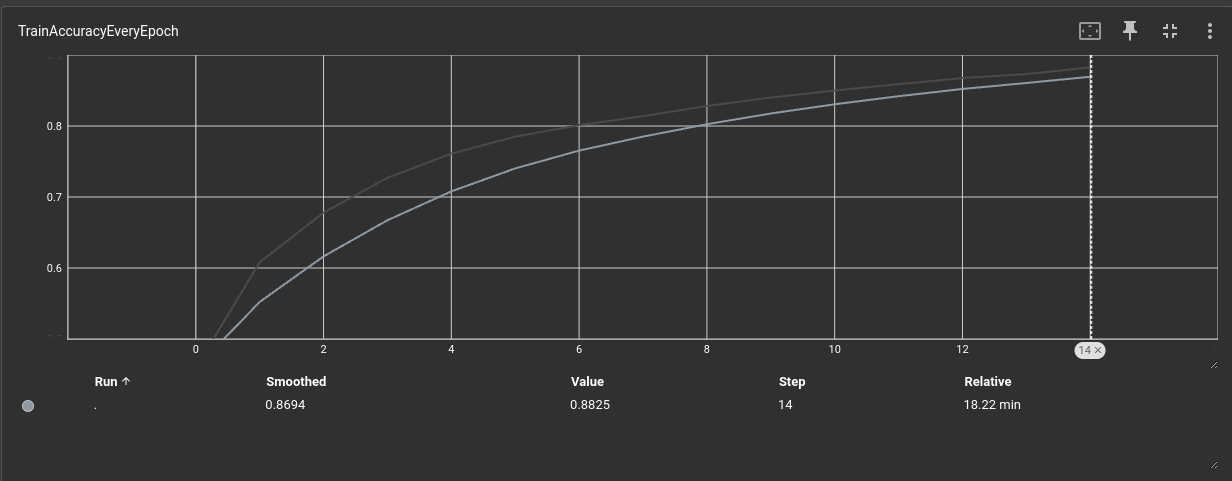 TrainAccuracyEveryEpoch
0.8
0.7
0.6
0 2 4 6 8 10 12 14 ×
Run ↑ Smoothed Value Step Relative
. 0.8694 0.8825 14 18.22 min